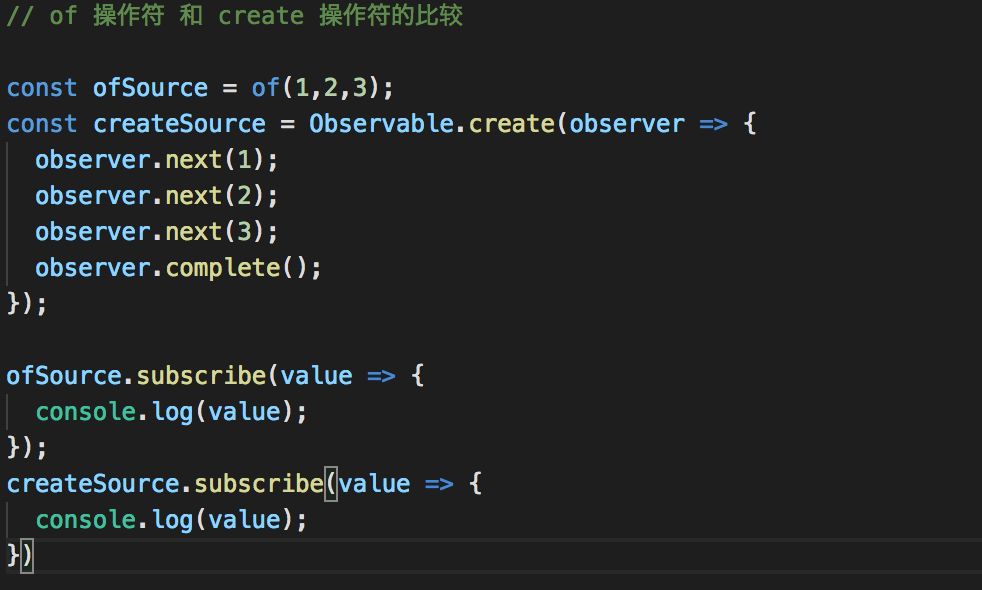 // of 操作符 和 create 操作符的比较
const ofSource = of(1,2,3);
const createSource = Observable.create(observer => {
  observer.next(1);
  observer.next(2);
  observer.next(3);
  observer.complete();
});
ofSource.subscribe(value => {
  console.log(value);
});
createSource.subscribe(value => {
  console.log(value);
})